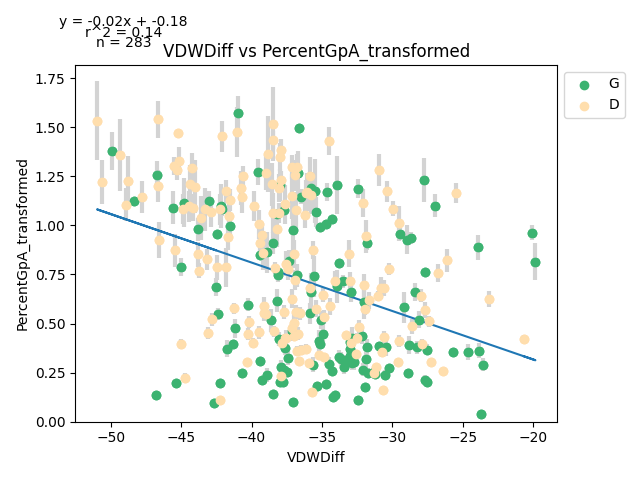 y = -0.02x + -0.18
r^2 = 0.14
n = 283
VDWDiff vs PercentGpA_transformed
G
D
PercentGpA_transformed
1.75
1.50
1.25
1.00
0.75
0.50
0.25
0.00
−50 −45 −40 −35 −30 −25 −20
VDWDiff